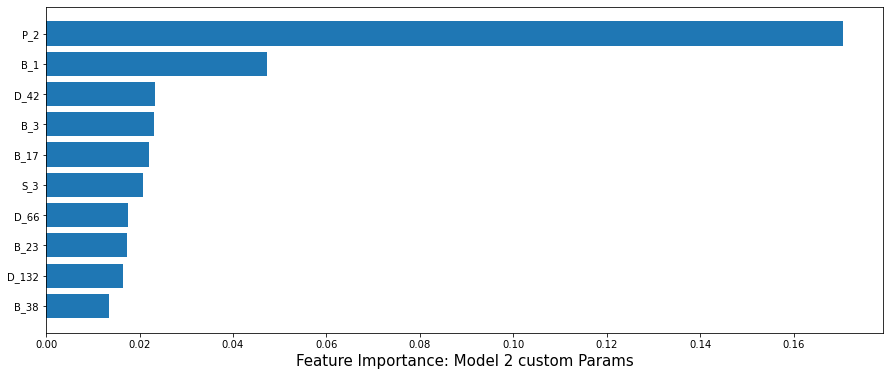 P_2
B_1
D_42
B_3
B_17
S_3
D_66
B_23
D_132
B_38
0.00 0.02 0.04 0.06 0.08 0.10 0.12 0.14 0.16
Feature Importance: Model 2 custom Params